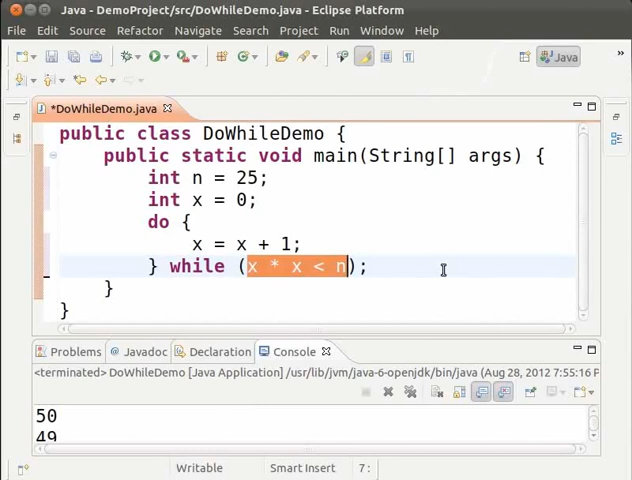 Java - DemoProject/src/DoWhileDemo.java - Eclipse Platform
File Edit Source Refactor Navigate Search Project Run Window Help
Java »
*DoWhileDemo.java
public class DoWhileDemo {
public static void main(String[] args) {
int n = 25;
int x = 0;
do {
x = x + 1;
} while (x * x < n);
}
}
Problems Javadoc Declaration Console
<terminated> DoWhileDemo [Java Application] /usr/lib/jvm/java-6-openjdk/bin/java (Aug 28, 2012 7:55:16 P
50
49
Writable Smart Insert 7 :